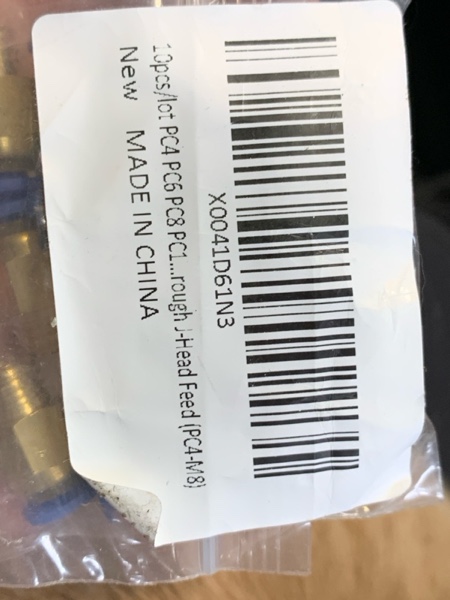 X0041D61N3
10pcs/lot PC4 PC6 PC8 PC1...rough J-Head Feed (PC4-M8)
New MADE IN CHINA